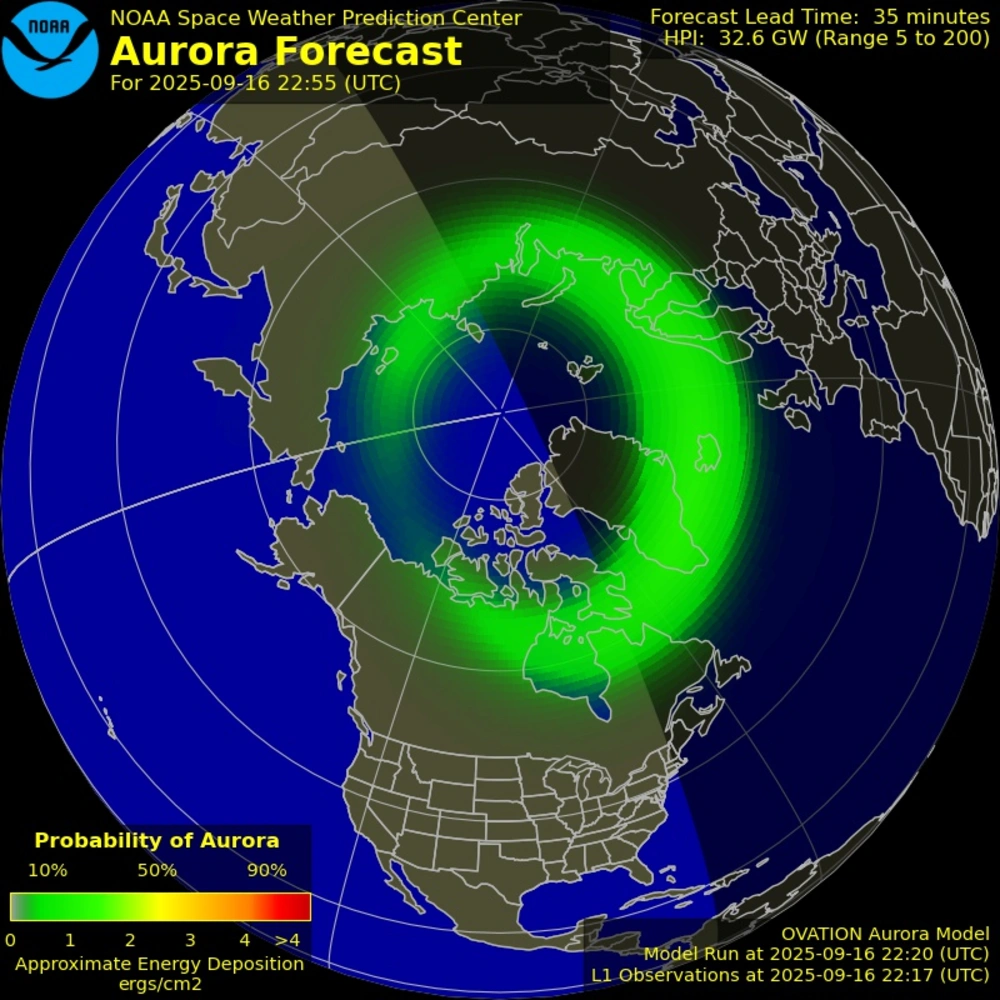 NOAA
NOAA Space Weather Prediction Center
Aurora Forecast
For 2025-09-16 22:55 (UTC)
Forecast Lead Time: 35 minutes
HPI: 32.6 GW (Range 5 to 200)
Probability of Aurora
10% 50% 90%
0 1 2 3 4 >4
Approximate Energy Deposition
ergs/cm2
OVATION Aurora Model
Model Run at 2025-09-16 22:20 (UTC)
L1 Observations at 2025-09-16 22:17 (UTC)